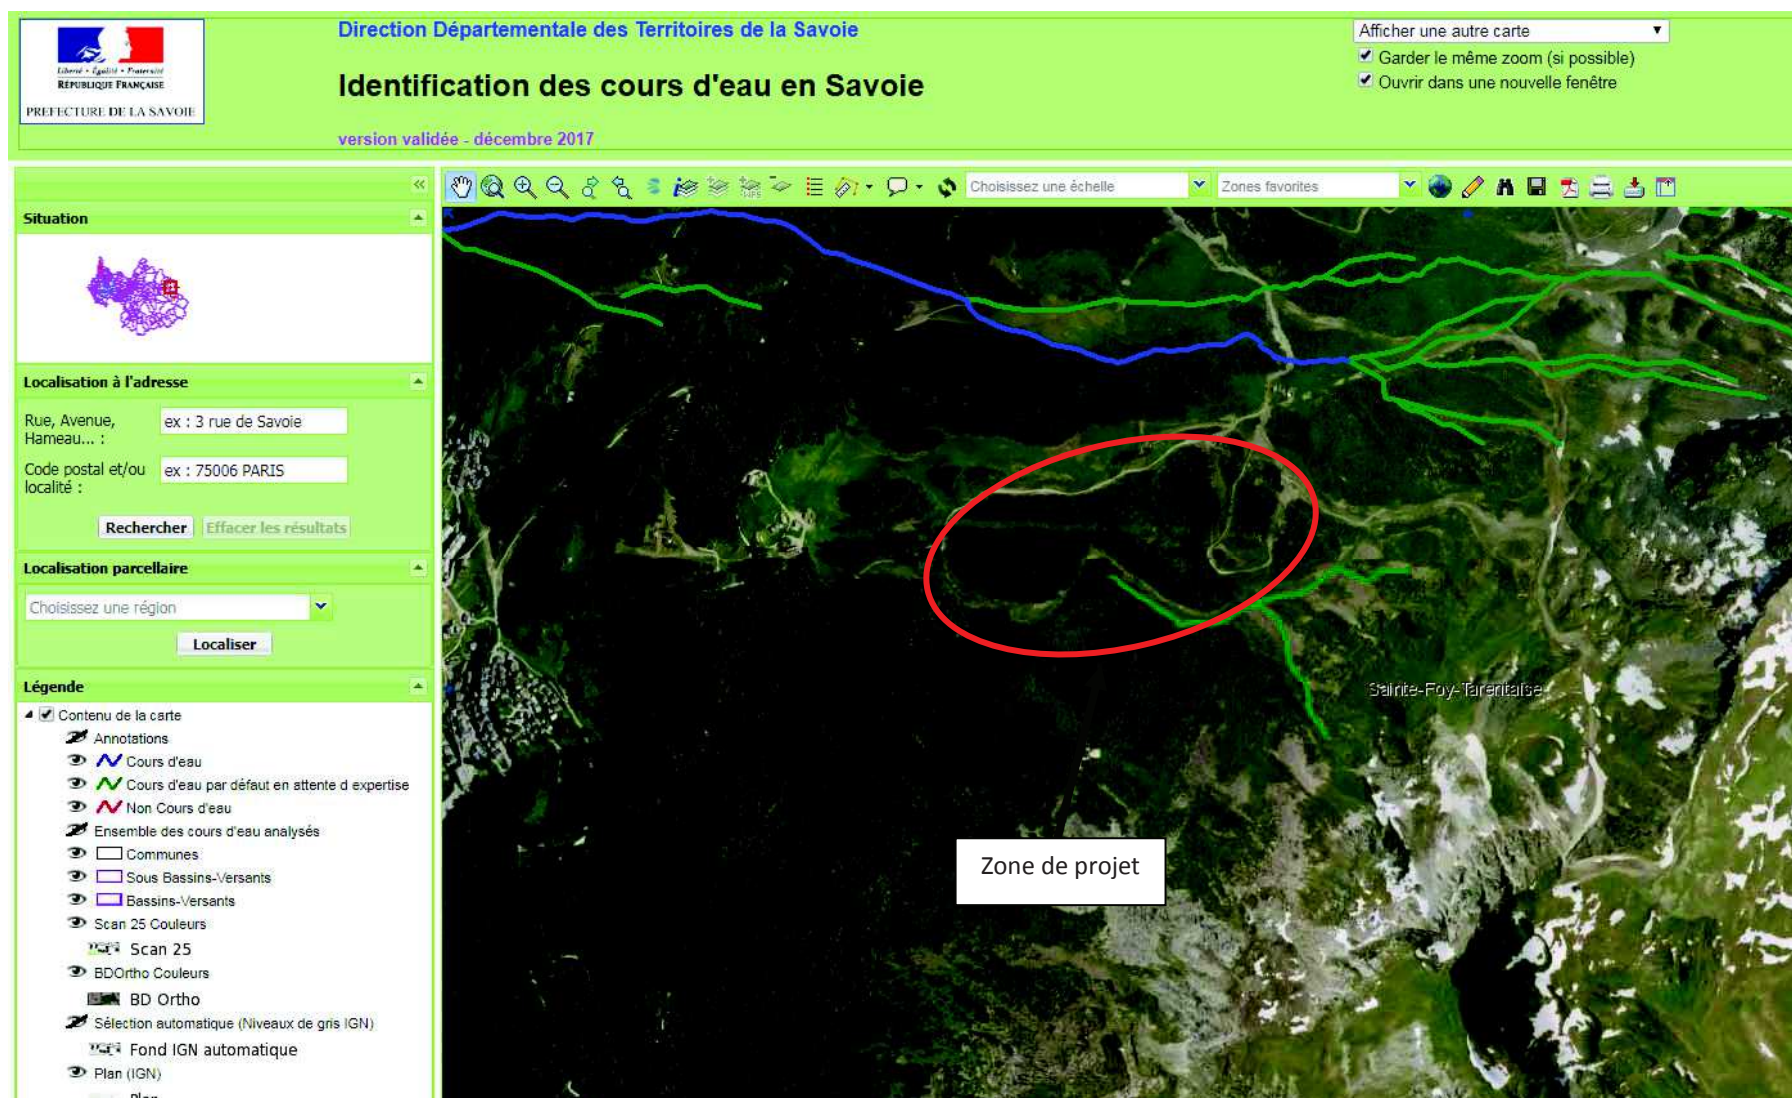 Liberté • Égalité • Fraternité
RÉPUBLIQUE FRANÇAISE
PREFECTURE DE LA SAVOIE
Direction Départementale des Territoires de la Savoie
Identification des cours d'eau en Savoie
version validée - décembre 2017
Afficher une autre carte
Garder le même zoom (si possible)
Ouvrir dans une nouvelle fenêtre
Choisissez une échelle
Zones favorites
Situation
Localisation à l'adresse
Rue, Avenue,
Hameau... :
ex : 3 rue de Savoie
Code postal et/ou
localité :
ex : 75006 PARIS
Rechercher
Effacer les résultats
Localisation parcellaire
Choisissez une région
Localiser
Légende
Contenu de la carte
Annotations
Cours d'eau
Cours d'eau par défaut en attente d expertise
Non Cours d'eau
Ensemble des cours d'eau analysés
Communes
Sous Bassins-Versants
Bassins-Versants
Scan 25 Couleurs
Scan 25
BDOrtho Couleurs
BD Ortho
Sélection automatique (Niveaux de gris IGN)
Fond IGN automatique
Plan (IGN)
Plan
Sainte-Foy-Tarentaise
Zone de projet